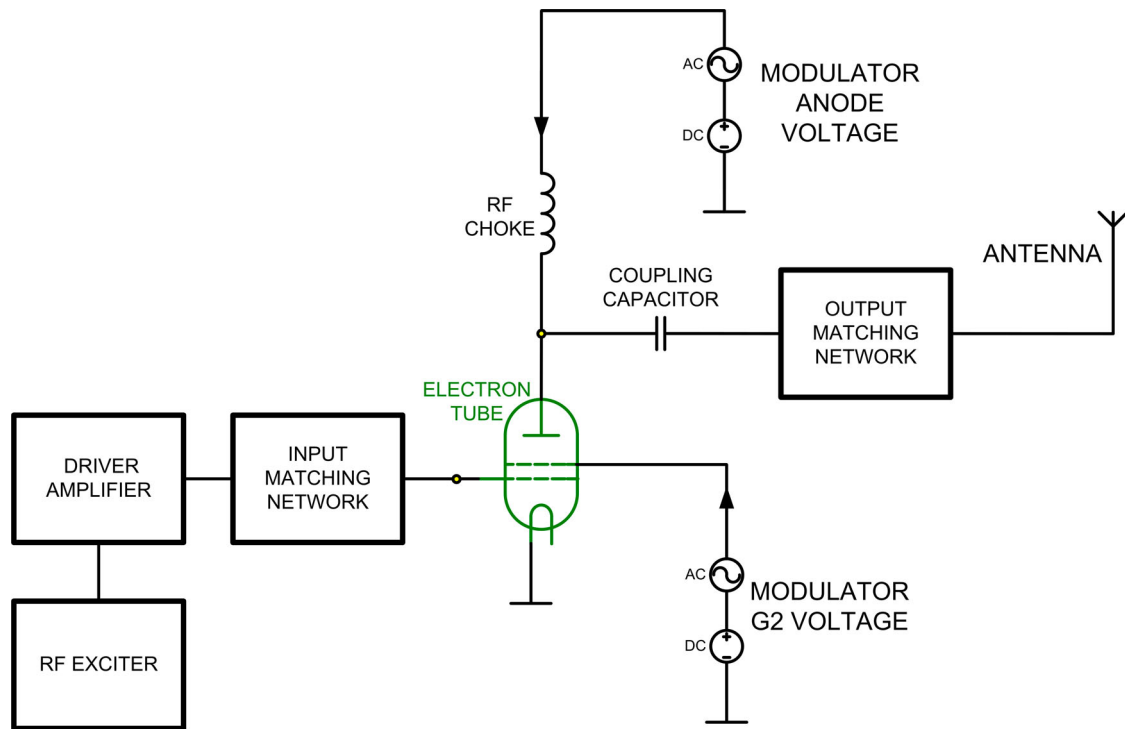 AC
MODULATOR
ANODE
VOLTAGE
+
DC
−
RF
CHOKE
ANTENNA
COUPLING
CAPACITOR
OUTPUT
MATCHING
NETWORK
ELECTRON
TUBE
DRIVER
AMPLIFIER
INPUT
MATCHING
NETWORK
AC
MODULATOR
G2 VOLTAGE
+
DC
−
RF EXCITER